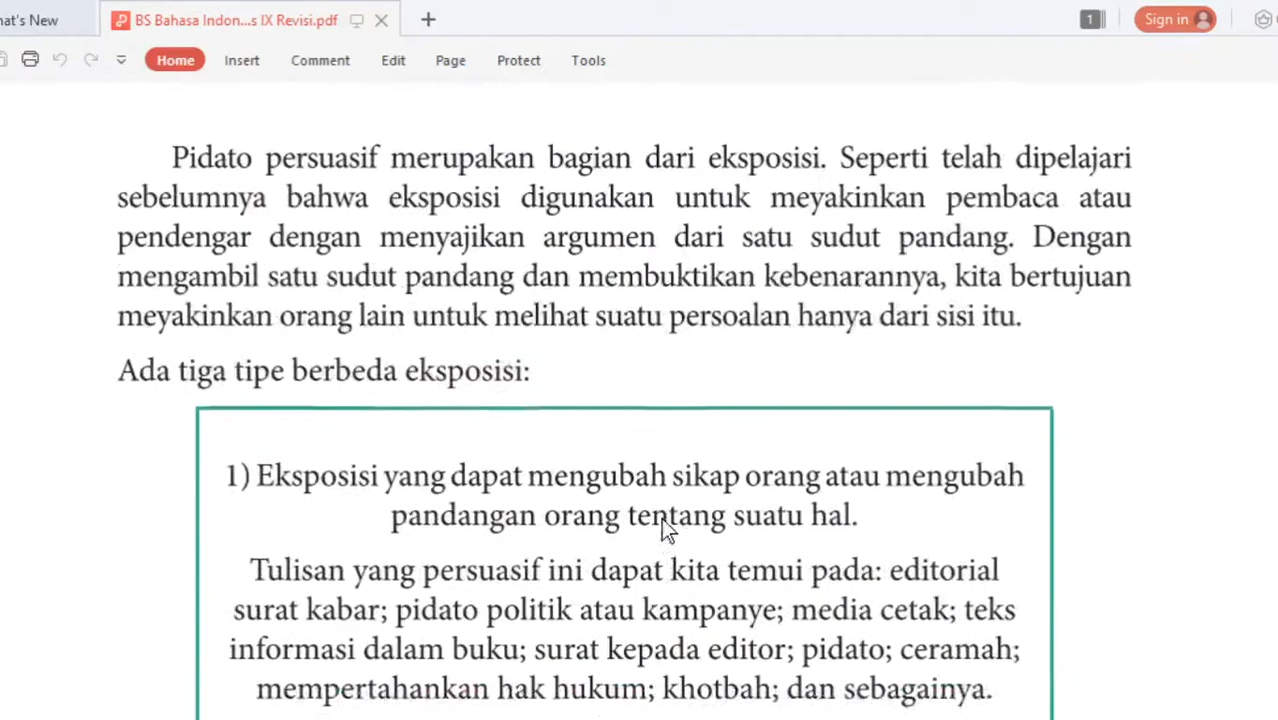 hat's New
BS Bahasa Indon...s IX Revisi.pdf
1
Sign in
Home
Insert
Comment
Edit
Page
Protect
Tools
Pidato persuasif merupakan bagian dari eksposisi. Seperti telah dipelajari
sebelumnya bahwa eksposisi digunakan untuk meyakinkan pembaca atau
pendengar dengan menyajikan argumen dari satu sudut pandang. Dengan
mengambil satu sudut pandang dan membuktikan kebenarannya, kita bertujuan
meyakinkan orang lain untuk melihat suatu persoalan hanya dari sisi itu.
Ada tiga tipe berbeda eksposisi:
1) Eksposisi yang dapat mengubah sikap orang atau mengubah
pandangan orang tentang suatu hal.
Tulisan yang persuasif ini dapat kita temui pada: editorial
surat kabar; pidato politik atau kampanye; media cetak; teks
informasi dalam buku; surat kepada editor; pidato; ceramah;
mempertahankan hak hukum; khotbah; dan sebagainya.